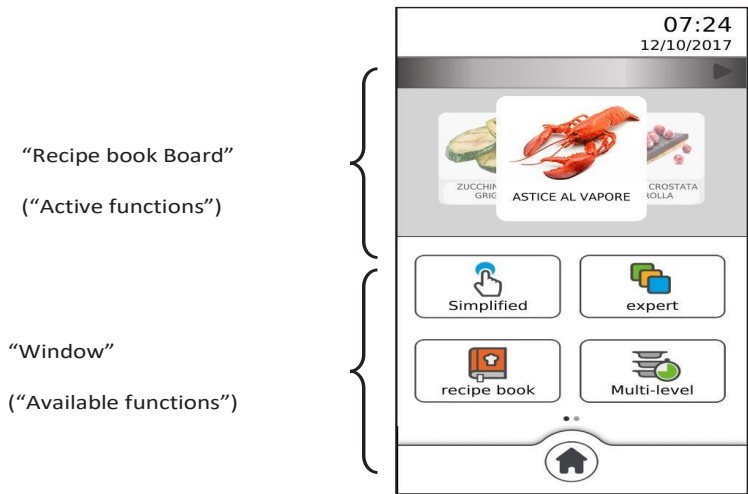 07:24
12/10/2017
“Recipe book Board”
(“Active functions”)
ZUCCHIN
GRIG
ASTICE AL VAPORE
CROSTATA
ROLLA
“Window”
(“Available functions”)
Simplified
expert
recipe book
Multi-level